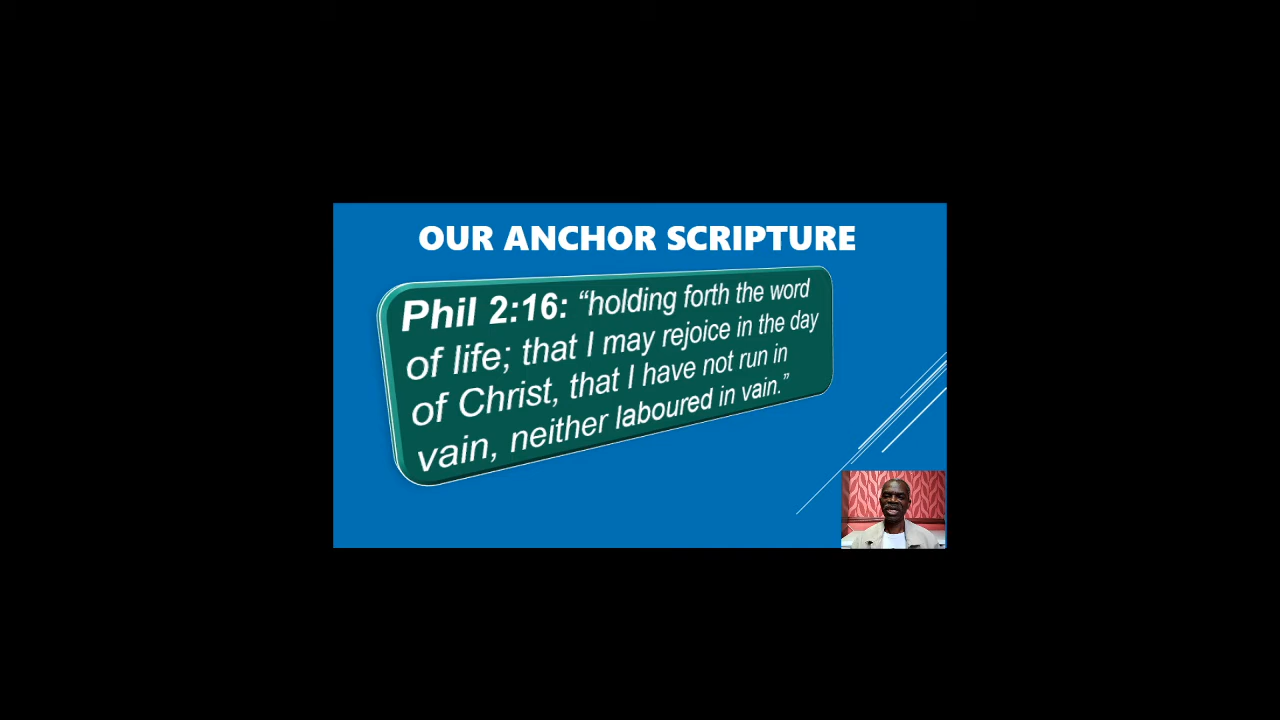 OUR ANCHOR SCRIPTURE
Phil 2:16: “holding forth the word
of life; that I may rejoice in the day
of Christ, that I have not run in
vain, neither laboured in vain.”